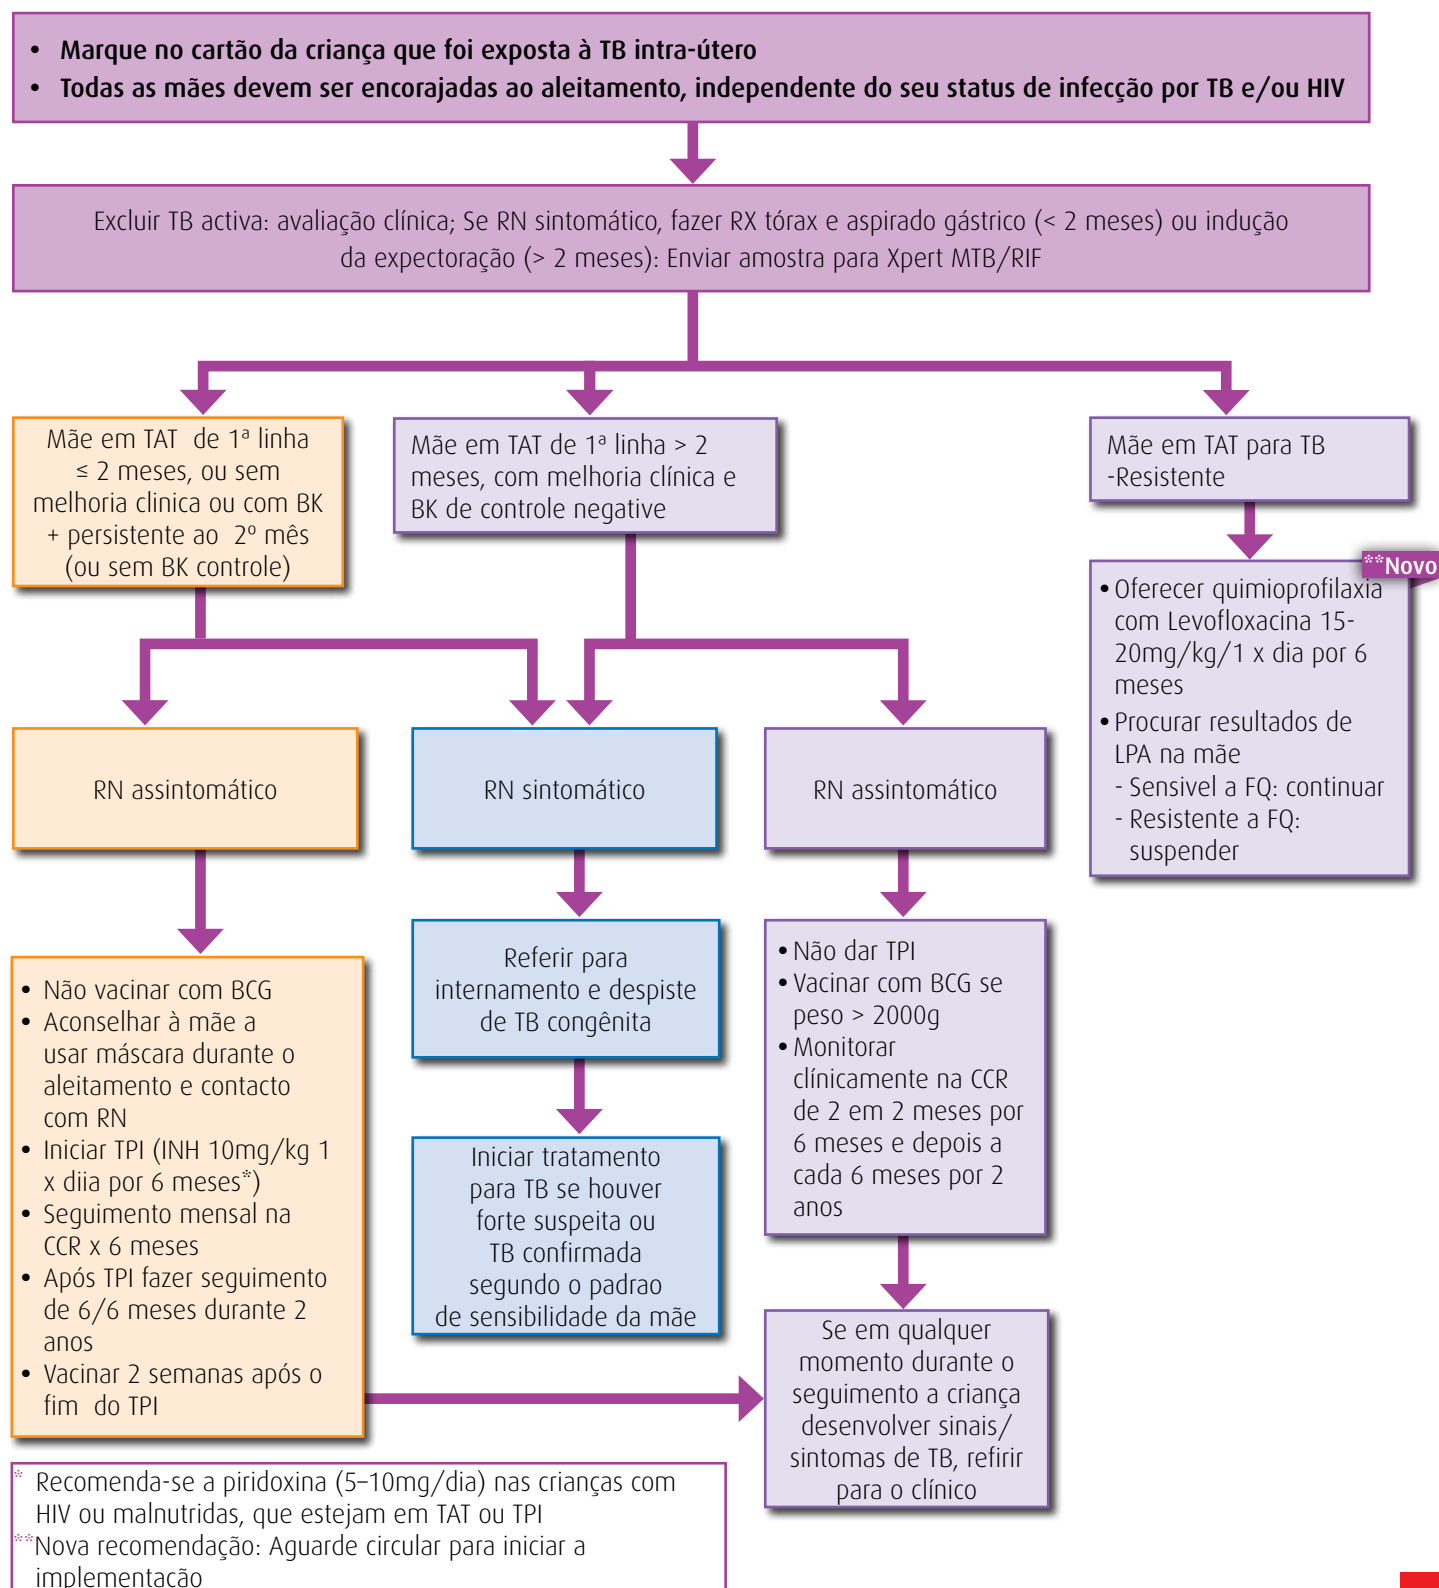 • Marque no cartão da criança que foi exposta à TB intra-útero
• Todas as mães devem ser encorajadas ao aleitamento, independente do seu status de infecção por TB e/ou HIV
Excluir TB activa: avaliação clínica; Se RN sintomático, fazer RX tórax e aspirado gástrico (< 2 meses) ou indução
da expectoração (> 2 meses): Enviar amostra para Xpert MTB/RIF
Mãe em TAT de 1ª linha
≤ 2 meses, ou sem
melhoria clinica ou com BK
+ persistente ao 2º mês
(ou sem BK controle)
Mãe em TAT de 1ª linha > 2
meses, com melhoria clínica e
BK de controle negative
Mãe em TAT para TB
-Resistente
**Novo
• Oferecer quimioprofilaxia
com Levofloxacina 15-
20mg/kg/1 x dia por 6
meses
• Procurar resultados de
LPA na mãe
- Sensivel a FQ: continuar
- Resistente a FQ:
suspender
RN assintomático
RN sintomático
RN assintomático
• Não vacinar com BCG
• Aconselhar à mãe a
usar máscara durante o
aleitamento e contacto
com RN
• Iniciar TPI (INH 10mg/kg 1
x diia por 6 meses*)
• Seguimento mensal na
CCR x 6 meses
• Após TPI fazer seguimento
de 6/6 meses durante 2
anos
• Vacinar 2 semanas após o
fim do TPI
Referir para
internamento e despiste
de TB congênita
Iniciar tratamento
para TB se houver
forte suspeita ou
TB confirmada
segundo o padrao
de sensibilidade da mãe
• Não dar TPI
• Vacinar com BCG se
peso > 2000g
• Monitorar
clínicamente na CCR
de 2 em 2 meses por
6 meses e depois a
cada 6 meses por 2
anos
Se em qualquer
momento durante o
seguimento a criança
desenvolver sinais/
sintomas de TB, refirir
para o clínico
* Recomenda-se a piridoxina (5–10mg/dia) nas crianças com
HIV ou malnutridas, que estejam em TAT ou TPI
**Nova recomendação: Aguarde circular para iniciar a
implementação